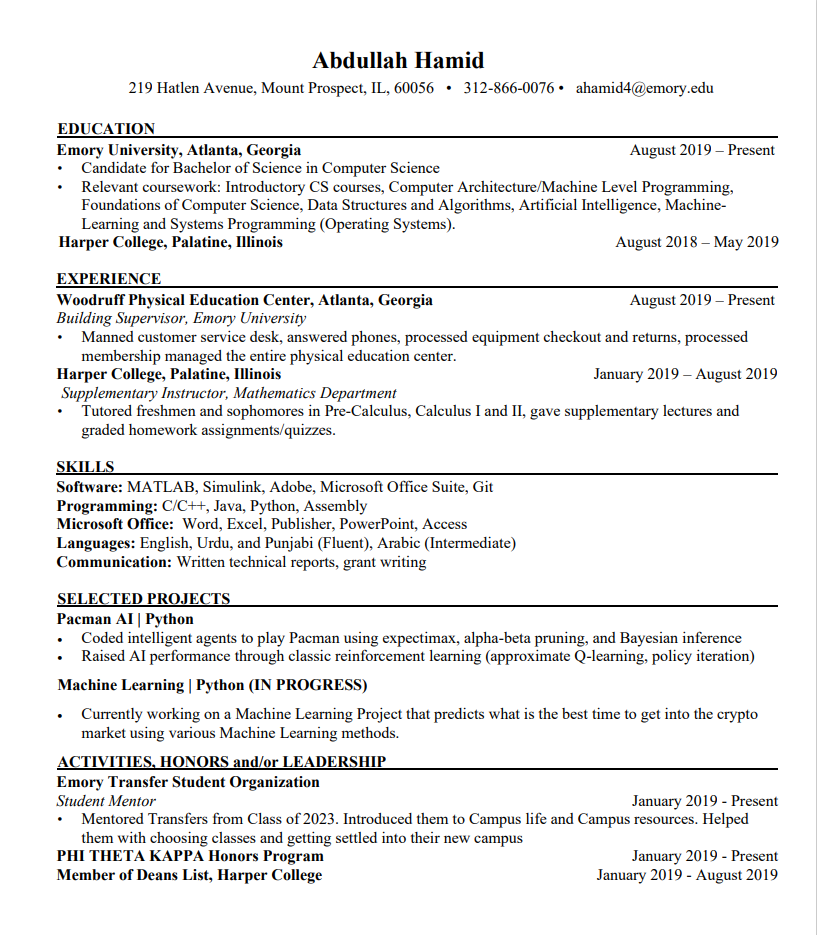 Abdullah Hamid
219 Hatlen Avenue, Mount Prospect, IL, 60056 • 312-866-0076 • ahamid4@emory.edu
EDUCATION
Emory University, Atlanta, Georgia August 2019 – Present
• Candidate for Bachelor of Science in Computer Science
• Relevant coursework: Introductory CS courses, Computer Architecture/Machine Level Programming,
Foundations of Computer Science, Data Structures and Algorithms, Artificial Intelligence, Machine-
Learning and Systems Programming (Operating Systems).
Harper College, Palatine, Illinois August 2018 – May 2019
EXPERIENCE
Woodruff Physical Education Center, Atlanta, Georgia August 2019 – Present
Building Supervisor, Emory University
• Manned customer service desk, answered phones, processed equipment checkout and returns, processed
membership managed the entire physical education center.
Harper College, Palatine, Illinois January 2019 – August 2019
Supplementary Instructor, Mathematics Department
• Tutored freshmen and sophomores in Pre-Calculus, Calculus I and II, gave supplementary lectures and
graded homework assignments/quizzes.
SKILLS
Software: MATLAB, Simulink, Adobe, Microsoft Office Suite, Git
Programming: C/C++, Java, Python, Assembly
Microsoft Office: Word, Excel, Publisher, PowerPoint, Access
Languages: English, Urdu, and Punjabi (Fluent), Arabic (Intermediate)
Communication: Written technical reports, grant writing
SELECTED PROJECTS
Pacman AI | Python
• Coded intelligent agents to play Pacman using expectimax, alpha-beta pruning, and Bayesian inference
• Raised AI performance through classic reinforcement learning (approximate Q-learning, policy iteration)
Machine Learning | Python (IN PROGRESS)
• Currently working on a Machine Learning Project that predicts what is the best time to get into the crypto
market using various Machine Learning methods.
ACTIVITIES, HONORS and/or LEADERSHIP
Emory Transfer Student Organization
Student Mentor January 2019 - Present
• Mentored Transfers from Class of 2023. Introduced them to Campus life and Campus resources. Helped
them with choosing classes and getting settled into their new campus
PHI THETA KAPPA Honors Program January 2019 - Present
Member of Deans List, Harper College January 2019 - August 2019